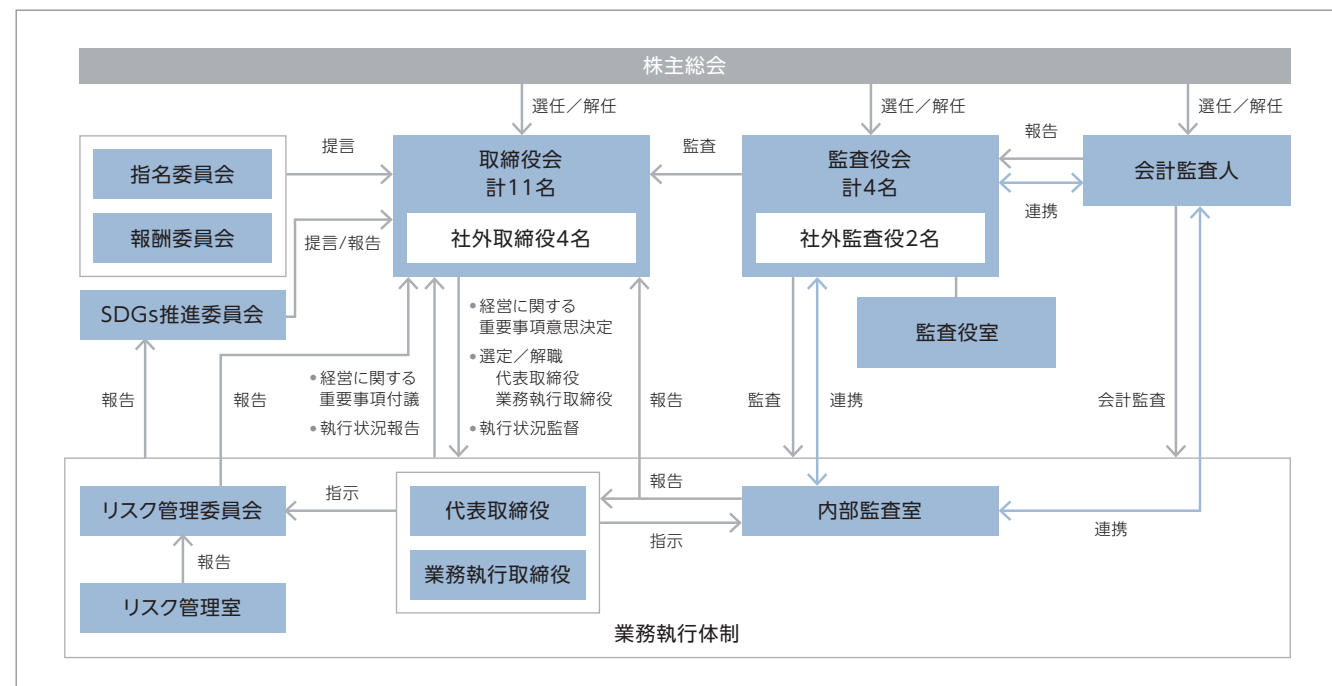 株主総会
選任／解任
選任／解任
選任／解任
指名委員会
報酬委員会
提言
取締役会
計11名
社外取締役4名
監査
監査役会
計4名
社外監査役2名
報告
連携
会計監査人
提言/報告
SDGs推進委員会
監査役室
報告
報告
•経営に関する
重要事項付議
•執行状況報告
•経営に関する
重要事項意思決定
•選定／解職
代表取締役
業務執行取締役
•執行状況監督
報告
監査
連携
会計監査
リスク管理委員会
指示
代表取締役
報告
指示
内部監査室
連携
報告
業務執行取締役
リスク管理室
業務執行体制